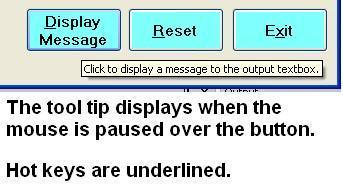 Display
Message
Reset
Exit
Click to display a message to the output textbox.
Output
The tool tip displays when the
mouse is paused over the button.
Hot keys are underlined.